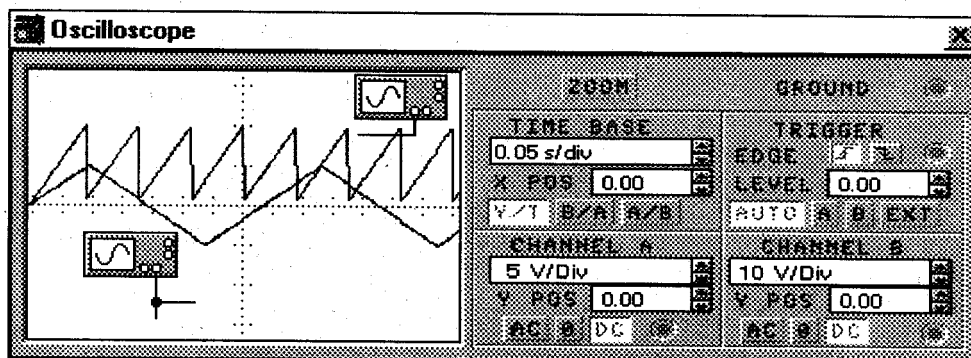 Oscilloscope
ZOOM GROUND
TIME BASE
0.05 s/div
X POS 0.00
Y/T B/A A/B
TRIGGER
EDGE
LEVEL 0.00
AUTO A B EXT
CHANNEL A
5 V/Div
Y POS 0.00
AC 0 DC
CHANNEL B
10 V/Div
Y POS 0.00
AC 0 DC